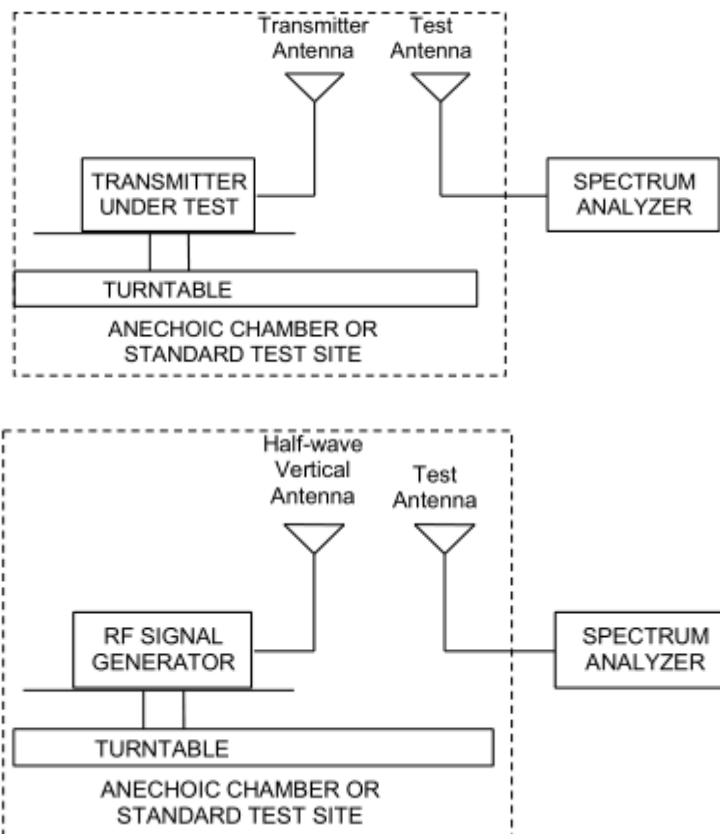 Transmitter
Antenna
Test
Antenna
TRANSMITTER
UNDER TEST
SPECTRUM
ANALYZER
TURNTABLE
ANECHOIC CHAMBER OR
STANDARD TEST SITE
Half-wave
Vertical
Antenna
Test
Antenna
RF SIGNAL
GENERATOR
SPECTRUM
ANALYZER
TURNTABLE
ANECHOIC CHAMBER OR
STANDARD TEST SITE